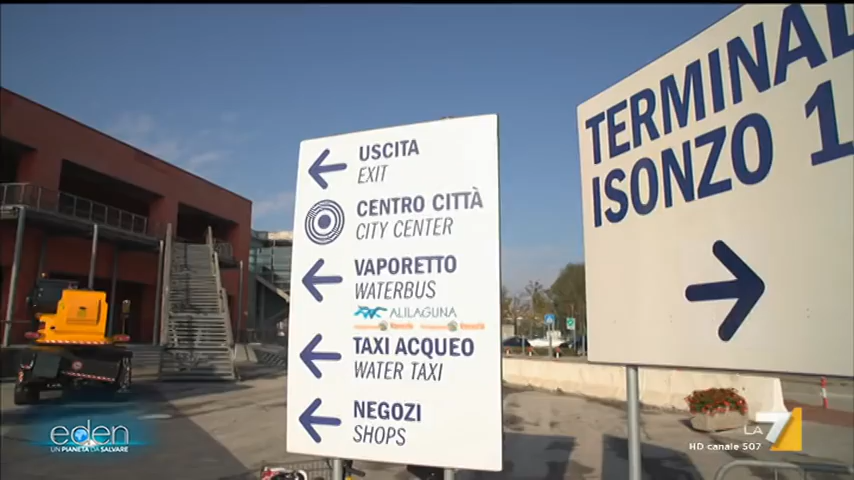 USCITA
EXIT
CENTRO CITTÀ
CITY CENTER
VAPORETTO
WATERBUS
ALILAGUNA
TAXI ACQUEO
WATER TAXI
NEGOZI
SHOPS
TERMINAL
ISONZO 1
eden
UN PIANETA DA SALVARE
LA 7
HD canale 507